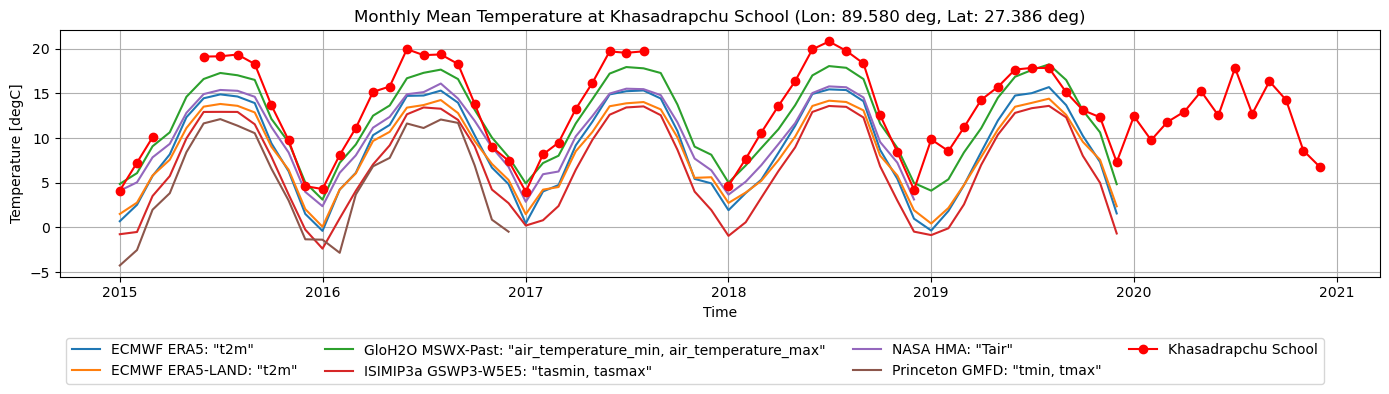 Monthly Mean Temperature at Khasadrapchu School (Lon: 89.580 deg, Lat: 27.386 deg)
Temperature [degC]
20
15
10
5
0
−5
2015 2016 2017 2018 2019 2020 2021
Time
ECMWF ERA5: "t2m"
ECMWF ERA5-LAND: "t2m"
GloH2O MSWX-Past: "air_temperature_min, air_temperature_max"
ISIMIP3a GSWP3-W5E5: "tasmin, tasmax"
NASA HMA: "Tair"
Princeton GMFD: "tmin, tmax"
Khasadrapchu School